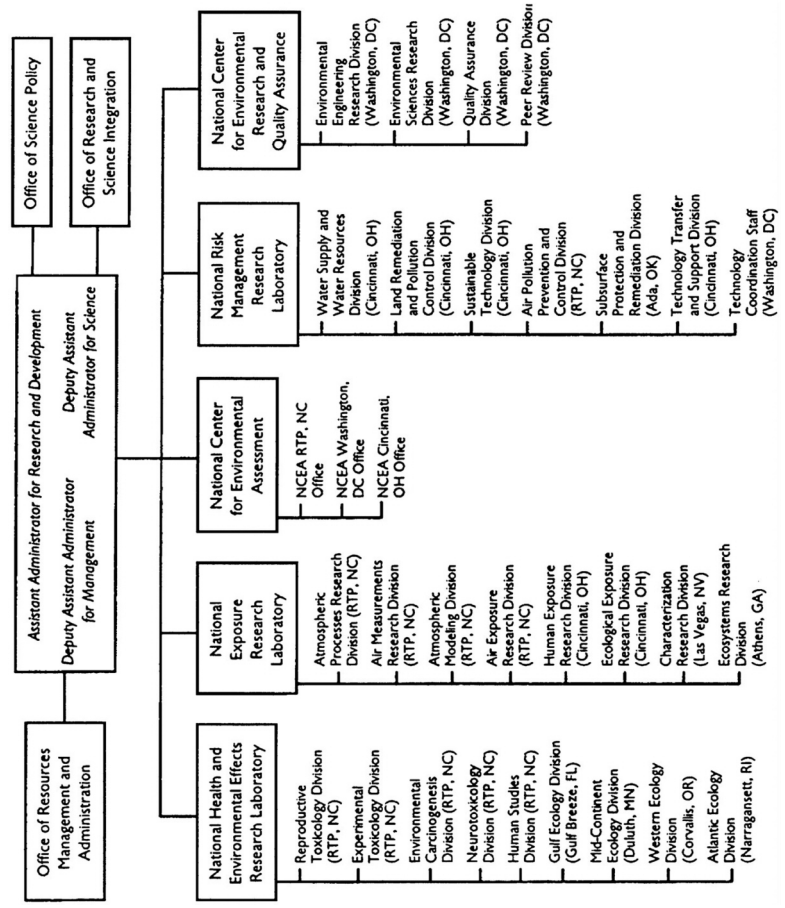 Office of Resources
Management and
Administration
Assistant Administrator for Research and Development
Deputy Assistant Administrator
for Management
Deputy Assistant
Administrator for Science
Office of Science Policy
Office of Research and
Science Integration
National Health and
Environmental Effects
Research Laboratory
Reproductive
Toxicology Division
(RTP, NC)
Experimental
Toxicology Division
(RTP, NC)
Environmental
Carcinogenesis
Division (RTP, NC)
Neurotoxicology
Division (RTP, NC)
Human Studies
Division (RTP, NC)
Gulf Ecology Division
(Gulf Breeze, FL)
Mid-Continent
Ecology Division
(Duluth, MN)
Western Ecology
Division
(Corvallis, OR)
Atlantic Ecology
Division
(Narragansett, RI)
National
Exposure
Research
Laboratory
Atmospheric
Processes Research
Division (RTP, NC)
Air Measurements
Research Division
(RTP, NC)
Atmospheric
Modeling Division
(RTP, NC)
Air Exposure
Research Division
(RTP, NC)
Human Exposure
Research Division
(Cincinnati, OH)
Ecological Exposure
Research Division
(Cincinnati, OH)
Characterization
Research Division
(Las Vegas, NV)
Ecosystems Research
Division
(Athens, GA)
National Center
for Environmental
Assessment
NCEA RTP, NC
Office
NCEA Washington,
DC Office
NCEA Cincinnati,
OH Office
National Risk
Management
Research
Laboratory
Water Supply and
Water Resources
Division
(Cincinnati, OH)
Land Remediation
and Pollution
Control Division
(Cincinnati, OH)
Sustainable
Technology Division
(Cincinnati, OH)
Air Pollution
Prevention and
Control Division
(RTP, NC)
Subsurface
Protection and
Remediation Division
(Ada, OK)
Technology Transfer
and Support Division
(Cincinnati, OH)
Technology
Coordination Staff
(Washington, DC)
National Center
for Environmental
Research and
Quality Assurance
Environmental
Engineering
Research Division
(Washington, DC)
Environmental
Sciences Research
Division
(Washington, DC)
Quality Assurance
Division
(Washington, DC)
Peer Review Division
(Washington, DC)